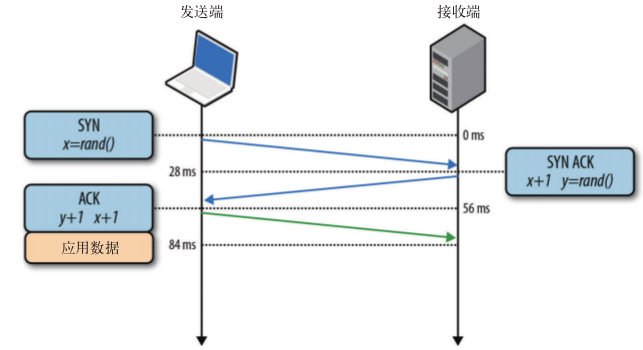 发送端
接收端
SYN
x=rand()
0 ms
28 ms
SYN ACK
x+1 y=rand()
ACK
y+1 x+1
56 ms
应用数据
84 ms